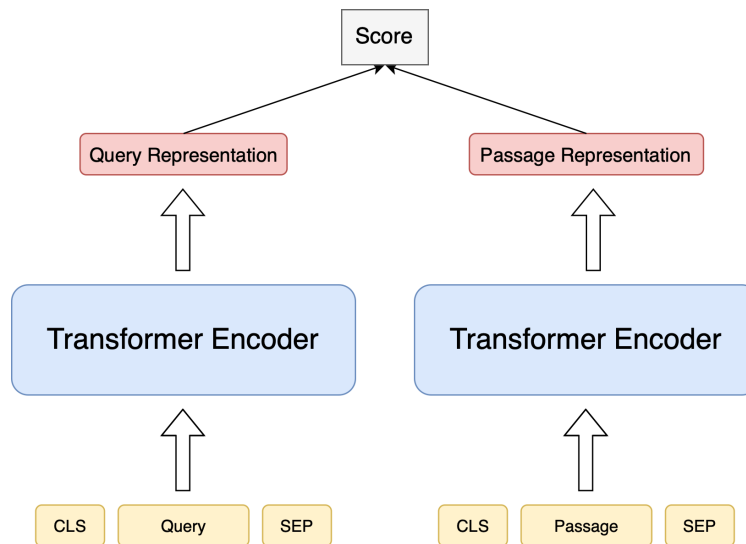 Score
Query Representation
Passage Representation
Transformer Encoder
Transformer Encoder
CLS Query SEP
CLS Passage SEP